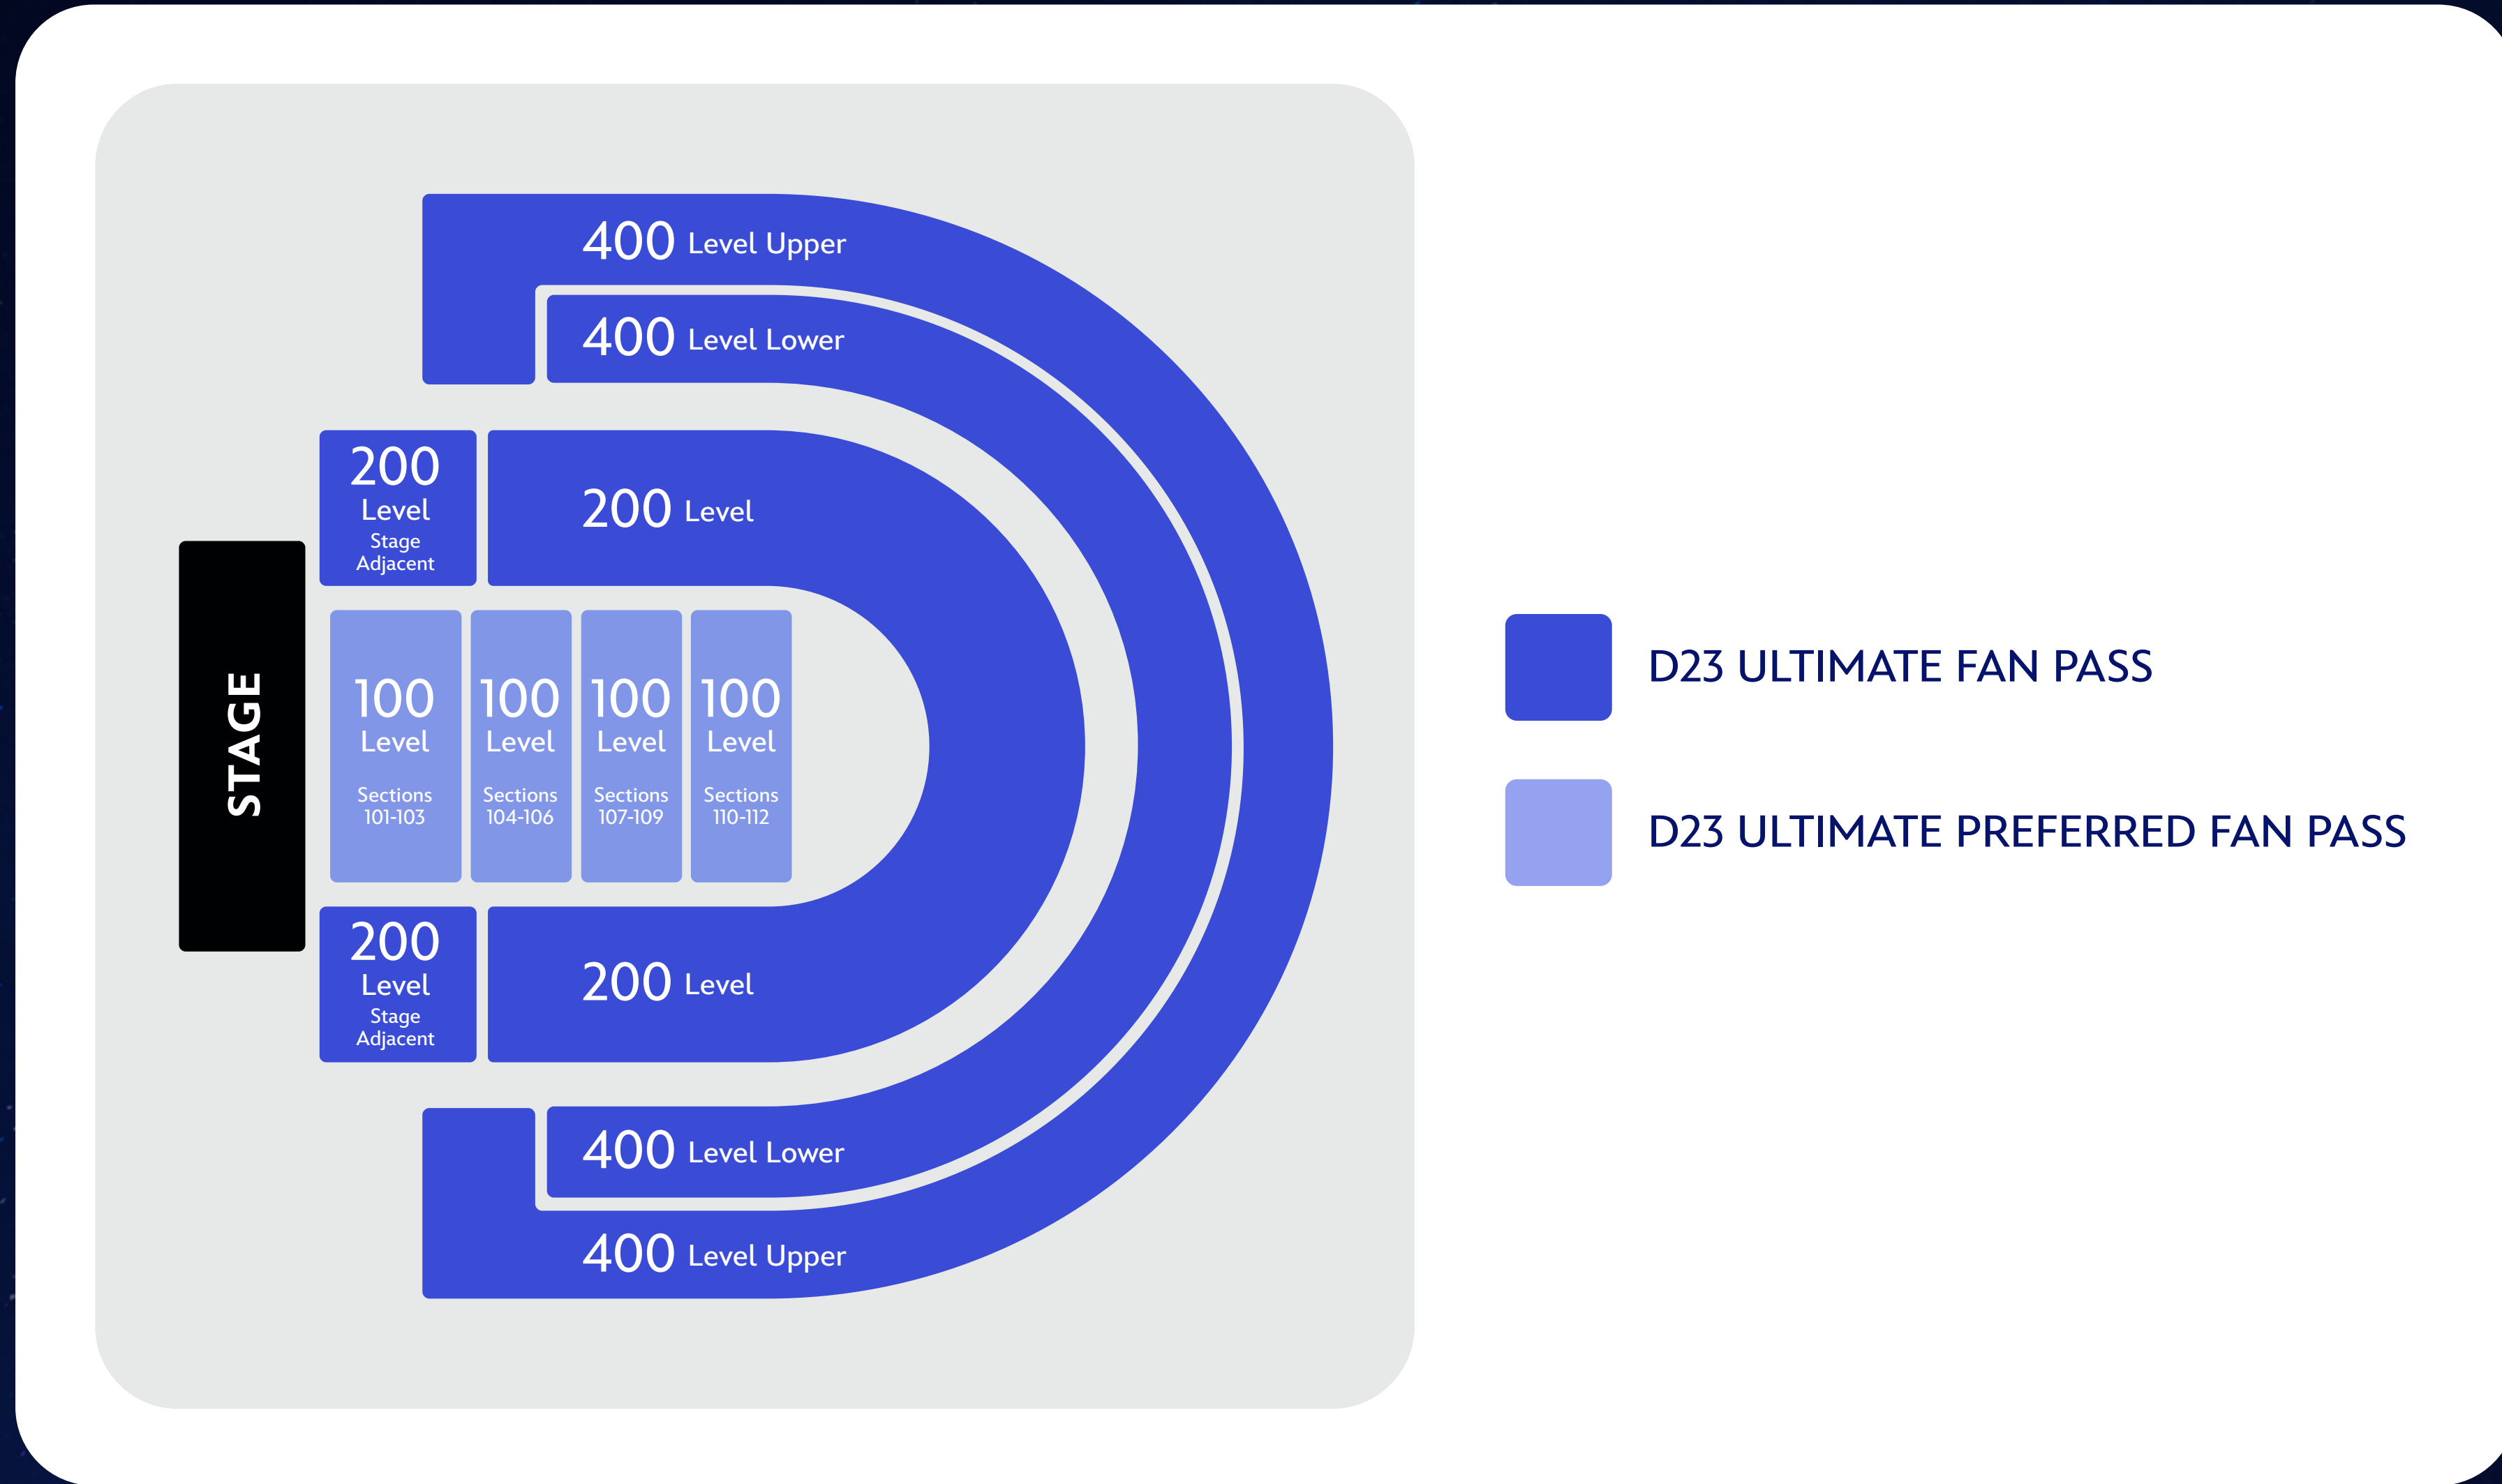 400 Level Upper
400 Level Lower
200
Level
Stage
Adjacent
200 Level
STAGE
100
Level
Sections
101-103
100
Level
Sections
104-106
100
Level
Sections
107-109
100
Level
Sections
110-112
200
Level
Stage
Adjacent
200 Level
400 Level Lower
400 Level Upper
D23 ULTIMATE FAN PASS
D23 ULTIMATE PREFERRED FAN PASS